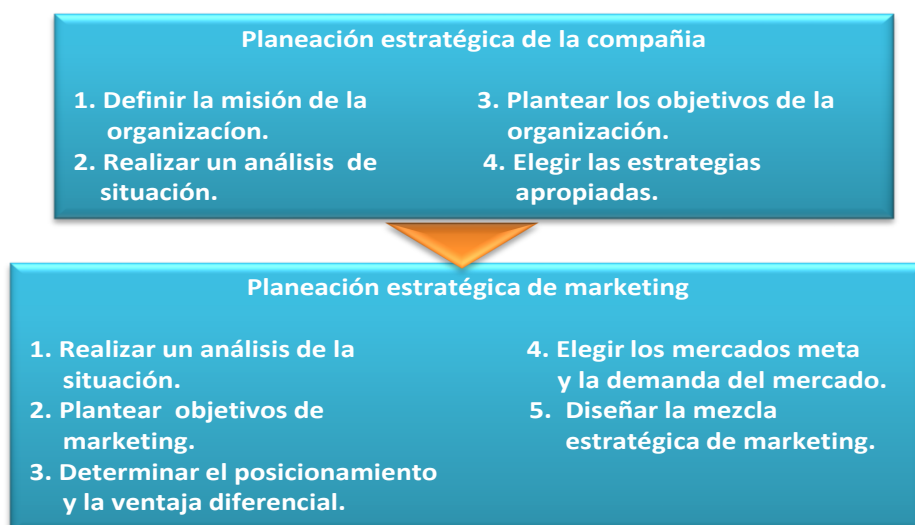 Planeación estratégica de la compañia
1. Definir la misión de la
organizacíon.
2. Realizar un análisis de
situación.
3. Plantear los objetivos de la
organización.
4. Elegir las estrategias
apropiadas.
Planeación estratégica de marketing
1. Realizar un análisis de la
situación.
2. Plantear objetivos de
marketing.
3. Determinar el posicionamiento
y la ventaja diferencial.
4. Elegir los mercados meta
y la demanda del mercado.
5. Diseñar la mezcla
estratégica de marketing.